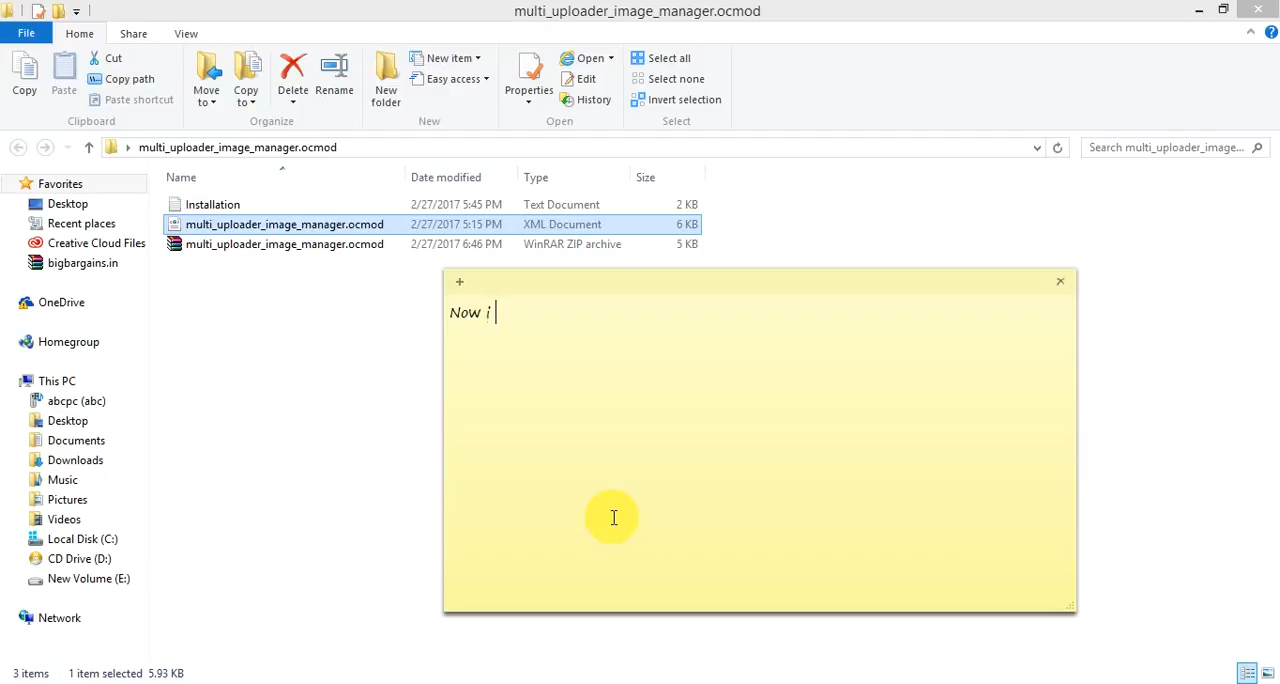 multi_uploader_image_manager.ocmod
File
Home
Share
View
Copy
Paste
Cut
Copy path
Paste shortcut
Clipboard
Move to
Copy to
Delete
Rename
Organize
New folder
New item
Easy access
New
Properties
Open
Edit
History
Open
Select all
Select none
Invert selection
Select
multi_uploader_image_manager.ocmod
Search multi_uploader_image...
Name
Date modified
Type
Size
Installation 2/27/2017 5:45 PM Text Document 2 KB
multi_uploader_image_manager.ocmod 2/27/2017 5:15 PM XML Document 6 KB
multi_uploader_image_manager.ocmod 2/27/2017 6:46 PM WinRAR ZIP archive 5 KB
Favorites
Desktop
Recent places
Creative Cloud Files
bigbargains.in
OneDrive
Homegroup
This PC
abcpc (abc)
Desktop
Documents
Downloads
Music
Pictures
Videos
Local Disk (C:)
CD Drive (D:)
New Volume (E:)
Network
+
Now i
3 items 1 item selected 5.93 KB